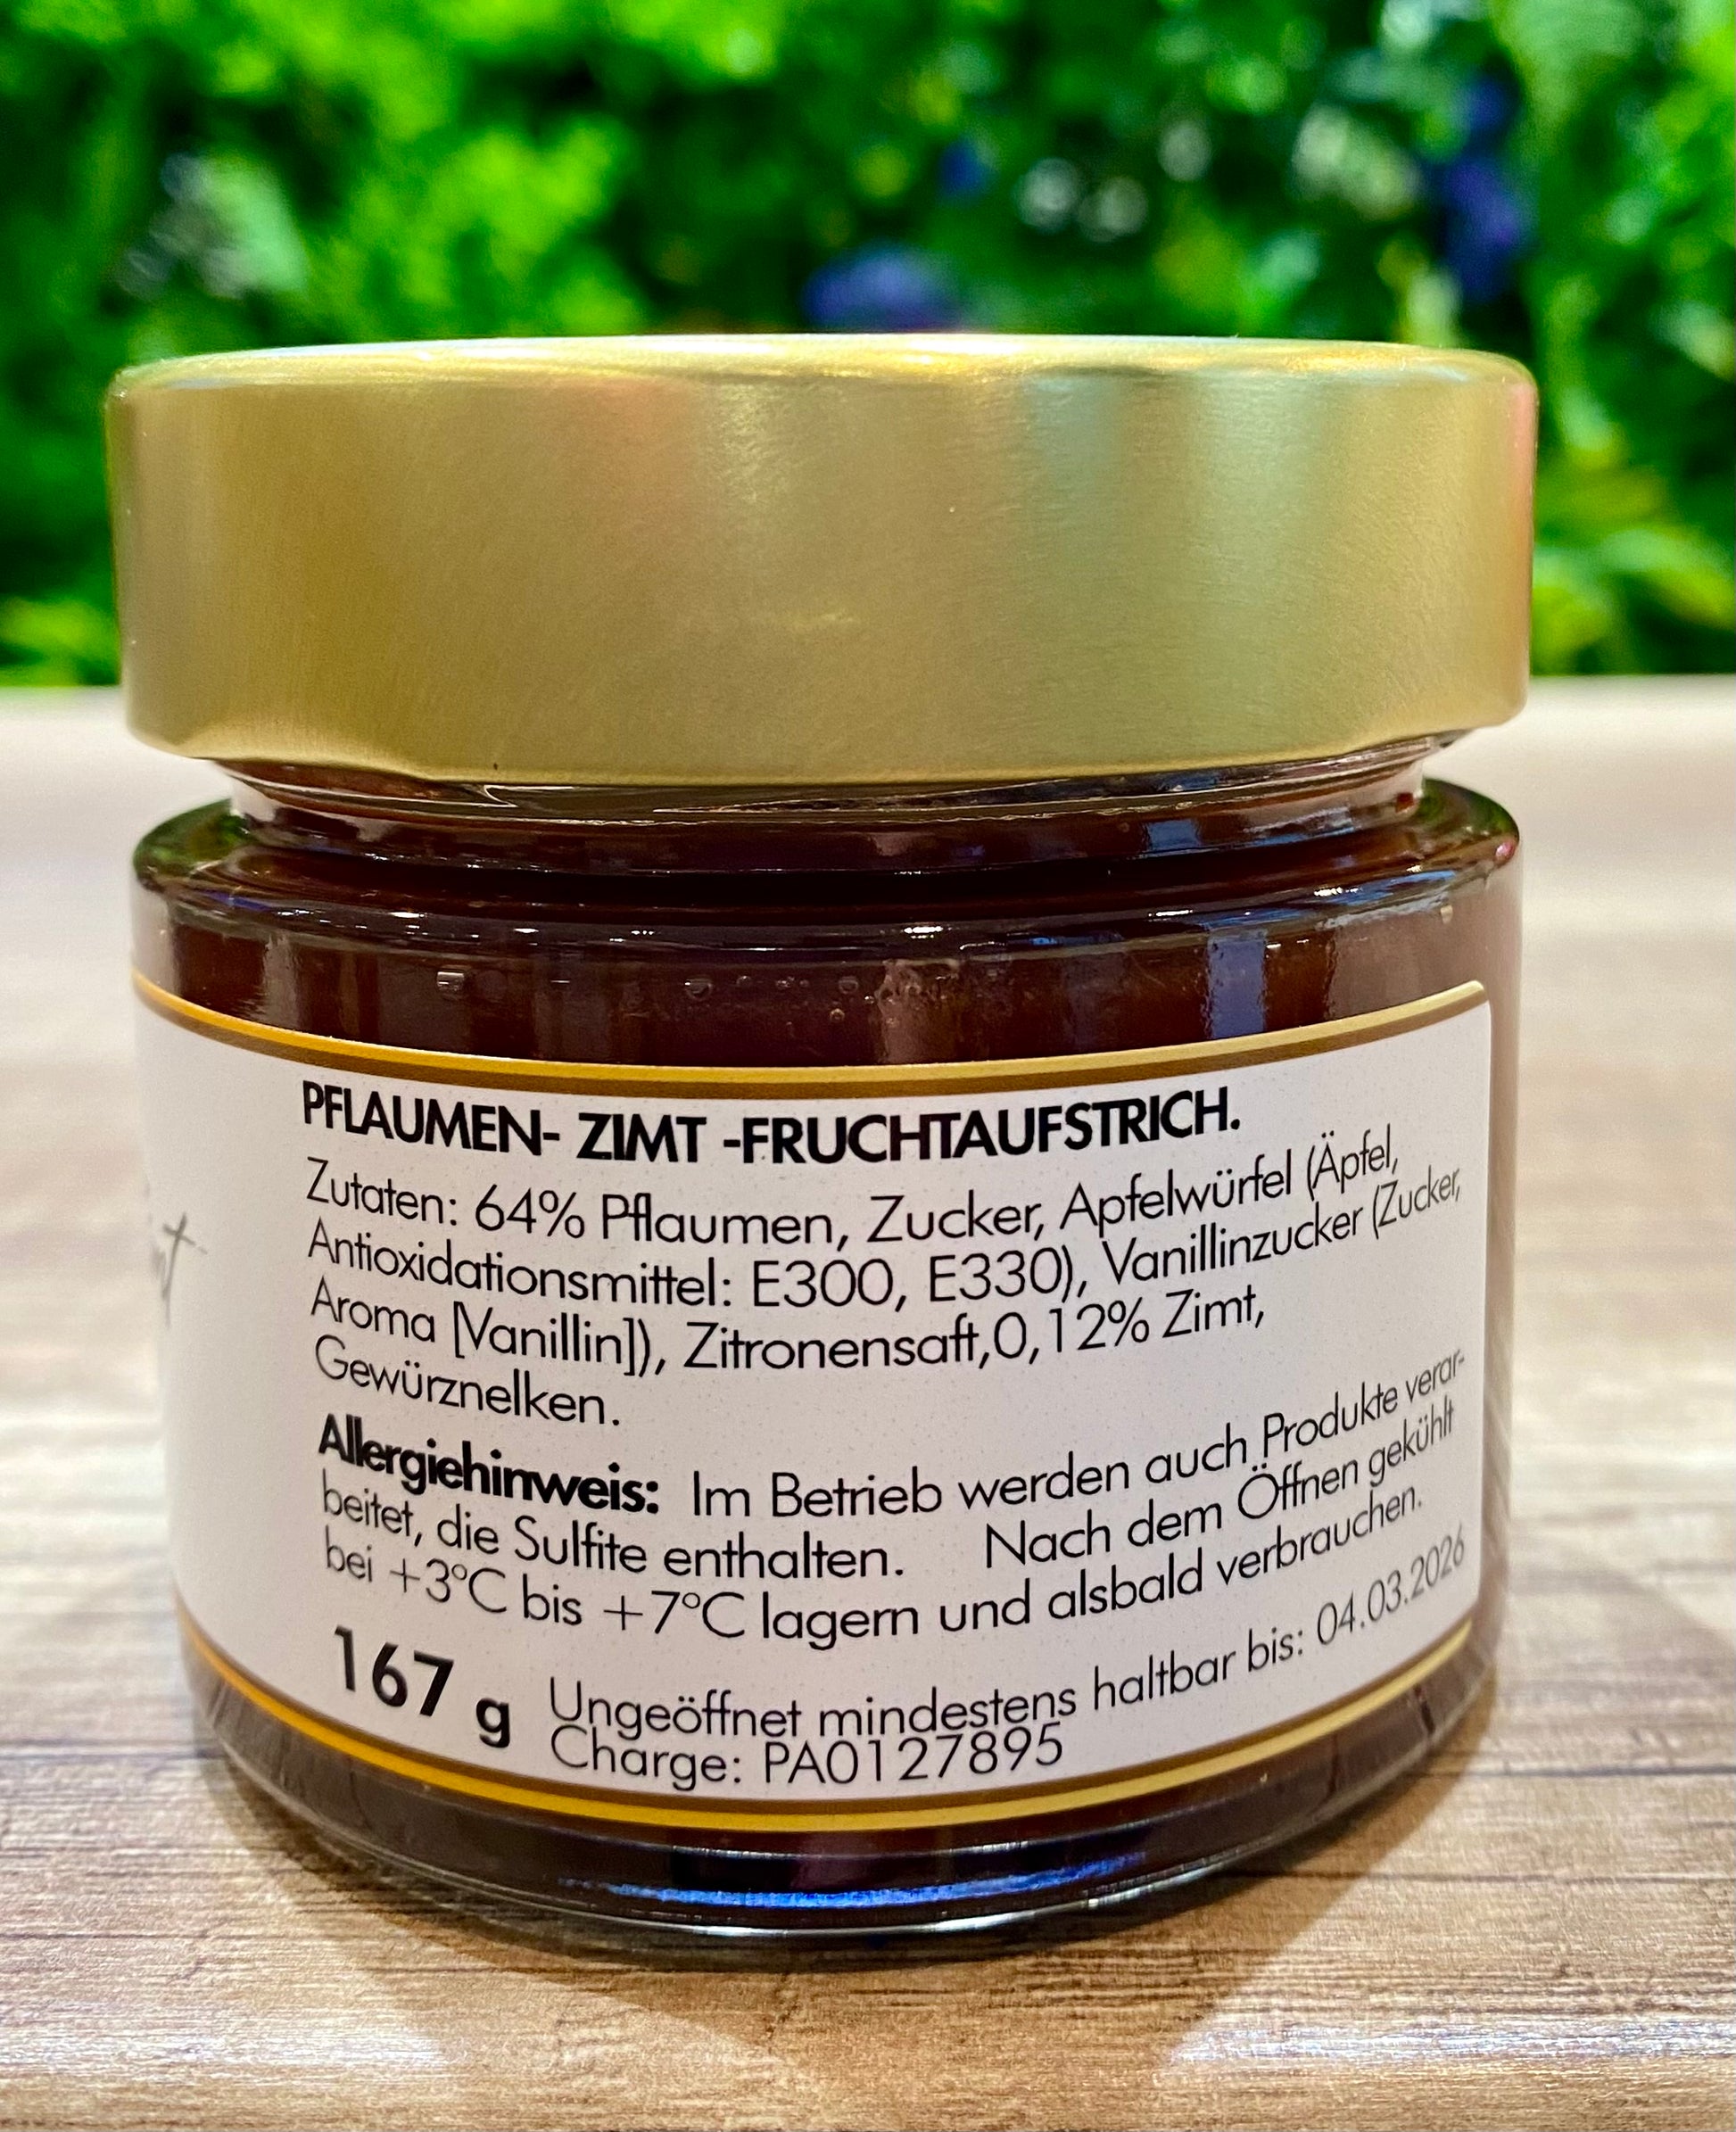 PFLAUMEN- ZIMT -FRUCHTAUFSTRICH.
Zutaten: 64% Pflaumen, Zucker, Apfelwürfel (Äpfel,
Antioxidationsmittel: E300, E330), Vanillinzucker (Zucker,
Aroma [Vanillin]), Zitronensaft,0,12% Zimt,
Gewürznelken.
Allergiehinweis: Im Betrieb werden auch Produkte verar-
beitet, die Sulfite enthalten. Nach dem Öffnen gekühlt
bei +3°C bis +7°C lagern und alsbald verbrauchen.
167 g
Ungeöffnet mindestens haltbar bis: 04.03.2026
Charge: PA0127895